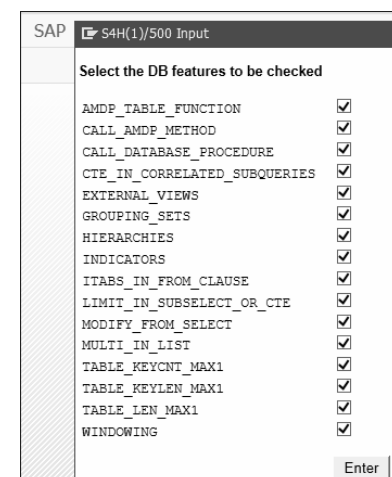 SAP
S4H(1)/500 Input
Select the DB features to be checked
AMDP_TABLE_FUNCTION
CALL_AMDP_METHOD
CALL_DATABASE_PROCEDURE
CTE_IN_CORRELATED_SUBQUERIES
EXTERNAL_VIEWS
GROUPING_SETS
HIERARCHIES
INDICATORS
ITABS_IN_FROM_CLAUSE
LIMIT_IN_SUBSELECT_OR_CTE
MODIFY_FROM_SELECT
MULTI_IN_LIST
TABLE_KEYCNT_MAX1
TABLE_KEYLEN_MAX1
TABLE_LEN_MAX1
WINDOWING
Enter